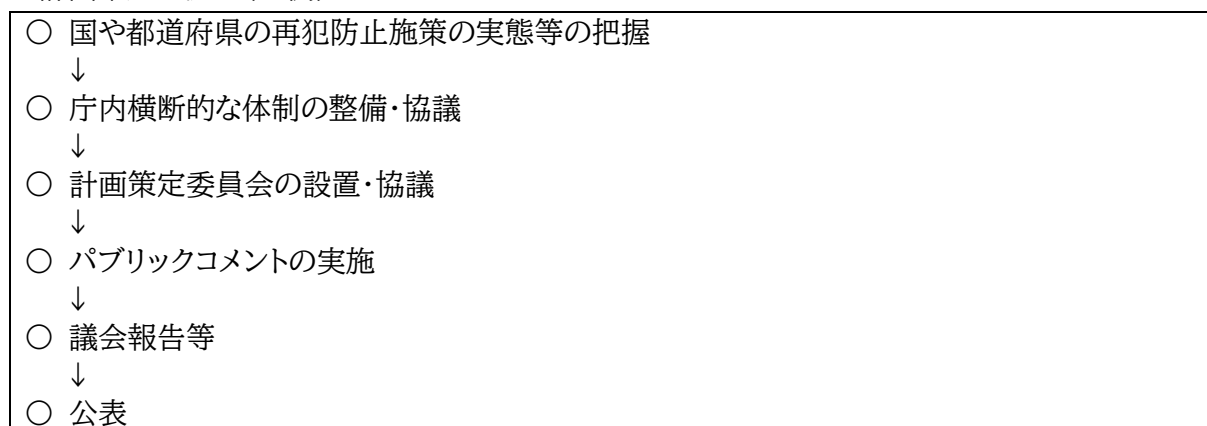 ○ 国や都道府県の再犯防止施策の実態等の把握
↓
○ 庁内横断的な体制の整備・協議
↓
○ 計画策定委員会の設置・協議
↓
○ パブリックコメントの実施
↓
○ 議会報告等
↓
○ 公表